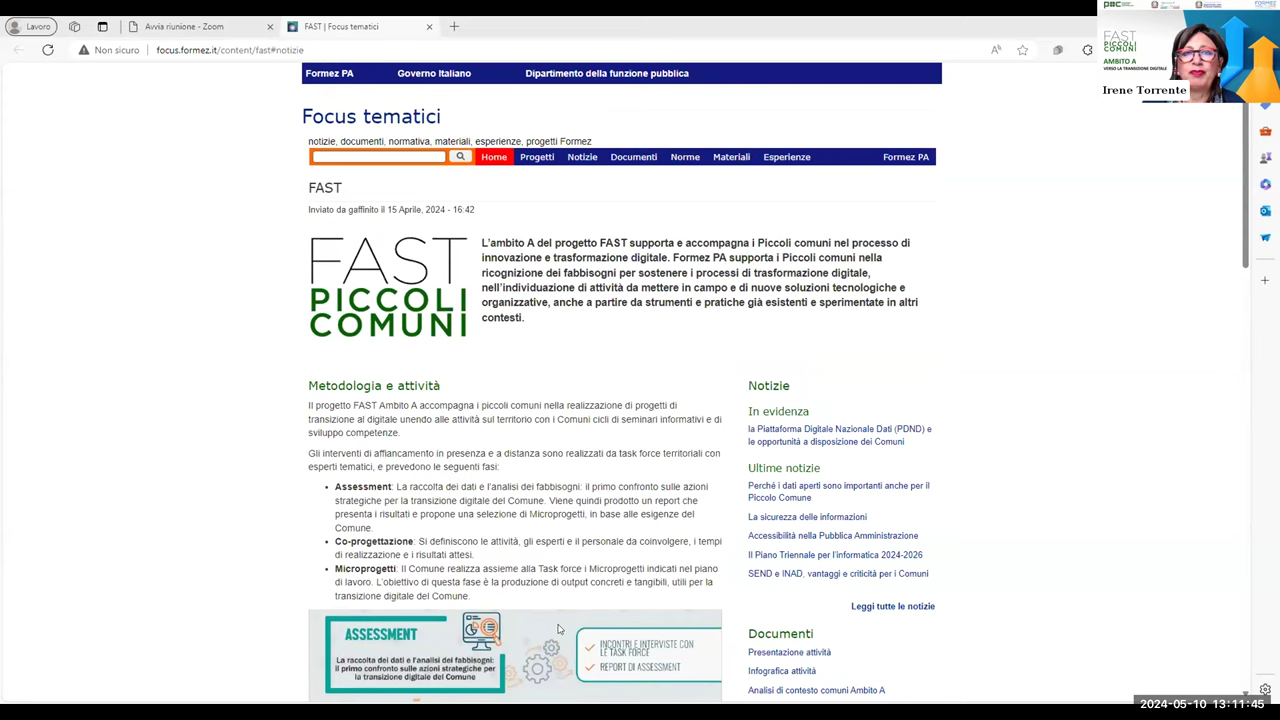 Lavoro
Avvia riunione - Zoom
FAST | Focus tematici
Non sicuro
focus.formez.it/content/fast#notizie
FAST
PICCOLI
COMUNI
AMBITO A
VERSO LA TRANSIZIONE DIGITALE
Irene Torrente
Formez PA Governo Italiano Dipartimento della funzione pubblica
Focus tematici
notizie, documenti, normativa, materiali, esperienze, progetti Formez
Home Progetti Notizie Documenti Norme Materiali Esperienze Formez PA
FAST
Inviato da gaffinito il 15 Aprile, 2024 - 16:42
FAST
PICCOLI
COMUNI
L'ambito A del progetto FAST supporta e accompagna i Piccoli comuni nel processo di
innovazione e trasformazione digitale. Formez PA supporta i Piccoli comuni nella
ricognizione dei fabbisogni per sostenere i processi di trasformazione digitale,
nell'individuazione di attività da mettere in campo e di nuove soluzioni tecnologiche e
organizzative, anche a partire da strumenti e pratiche già esistenti e sperimentate in altri
contesti.
Metodologia e attività
Il progetto FAST Ambito A accompagna i piccoli comuni nella realizzazione di progetti di
transizione al digitale unendo alle attività sul territorio con i Comuni cicli di seminari informativi e di
sviluppo competenze.
Gli interventi di affiancamento in presenza e a distanza sono realizzati da task force territoriali con
esperti tematici, e prevedono le seguenti fasi:
• Assessment: La raccolta dei dati e l'analisi dei fabbisogni: il primo confronto sulle azioni
strategiche per la transizione digitale del Comune. Viene quindi prodotto un report che
presenta i risultati e propone una selezione di Microprogetti, in base alle esigenze del
Comune.
• Co-progettazione: Si definiscono le attività, gli esperti e il personale da coinvolgere, i tempi
di realizzazione e i risultati attesi.
• Microprogetti: Il Comune realizza assieme alla Task force i Microprogetti indicati nel piano
di lavoro. L'obiettivo di questa fase è la produzione di output concreti e tangibili, utili per la
transizione digitale del Comune.
ASSESSMENT
La raccolta dei dati e l'analisi dei fabbisogni:
il primo confronto sulle azioni strategiche per
la transizione digitale del Comune
INCONTRI E INTERVISTE CON
LE TASK FORCE
REPORT DI ASSESSMENT
Notizie
In evidenza
la Piattaforma Digitale Nazionale Dati (PDND) e
le opportunità a disposizione dei Comuni
Ultime notizie
Perché i dati aperti sono importanti anche per il
Piccolo Comune
La sicurezza delle informazioni
Accessibilità nella Pubblica Amministrazione
Il Piano Triennale per l'informatica 2024-2026
SEND e INAD, vantaggi e criticità per i Comuni
Leggi tutte le notizie
Documenti
Presentazione attività
Infografica attività
Analisi di contesto comuni Ambito A
2024-05-10 13:11:45